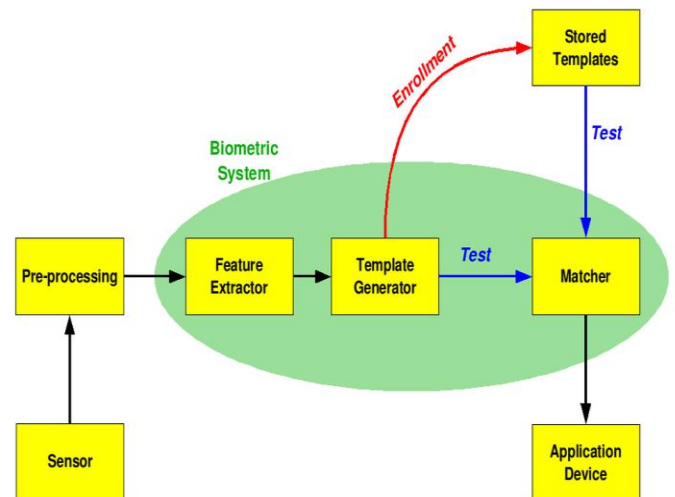 Stored
Templates
Enrollment
Test
Biometric
System
Pre-processing
Feature
Extractor
Template
Generator
Test
Matcher
Sensor
Application
Device